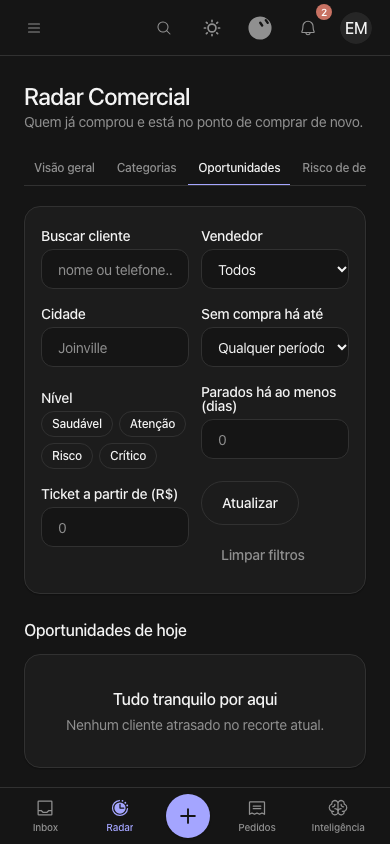 2
EM
Radar Comercial
Quem já comprou e está no ponto de comprar de novo.
Visão geral Categorias Oportunidades Risco de de
Buscar cliente Vendedor
nome ou telefone.. Todos
Cidade Sem compra há até
Joinville Qualquer período
Nível Parados há ao menos
(dias)
Saudável Atenção
0
Risco Crítico
Ticket a partir de (R$)
Atualizar
0
Limpar filtros
Oportunidades de hoje
Tudo tranquilo por aqui
Nenhum cliente atrasado no recorte atual.
Inbox Radar Pedidos Inteligência